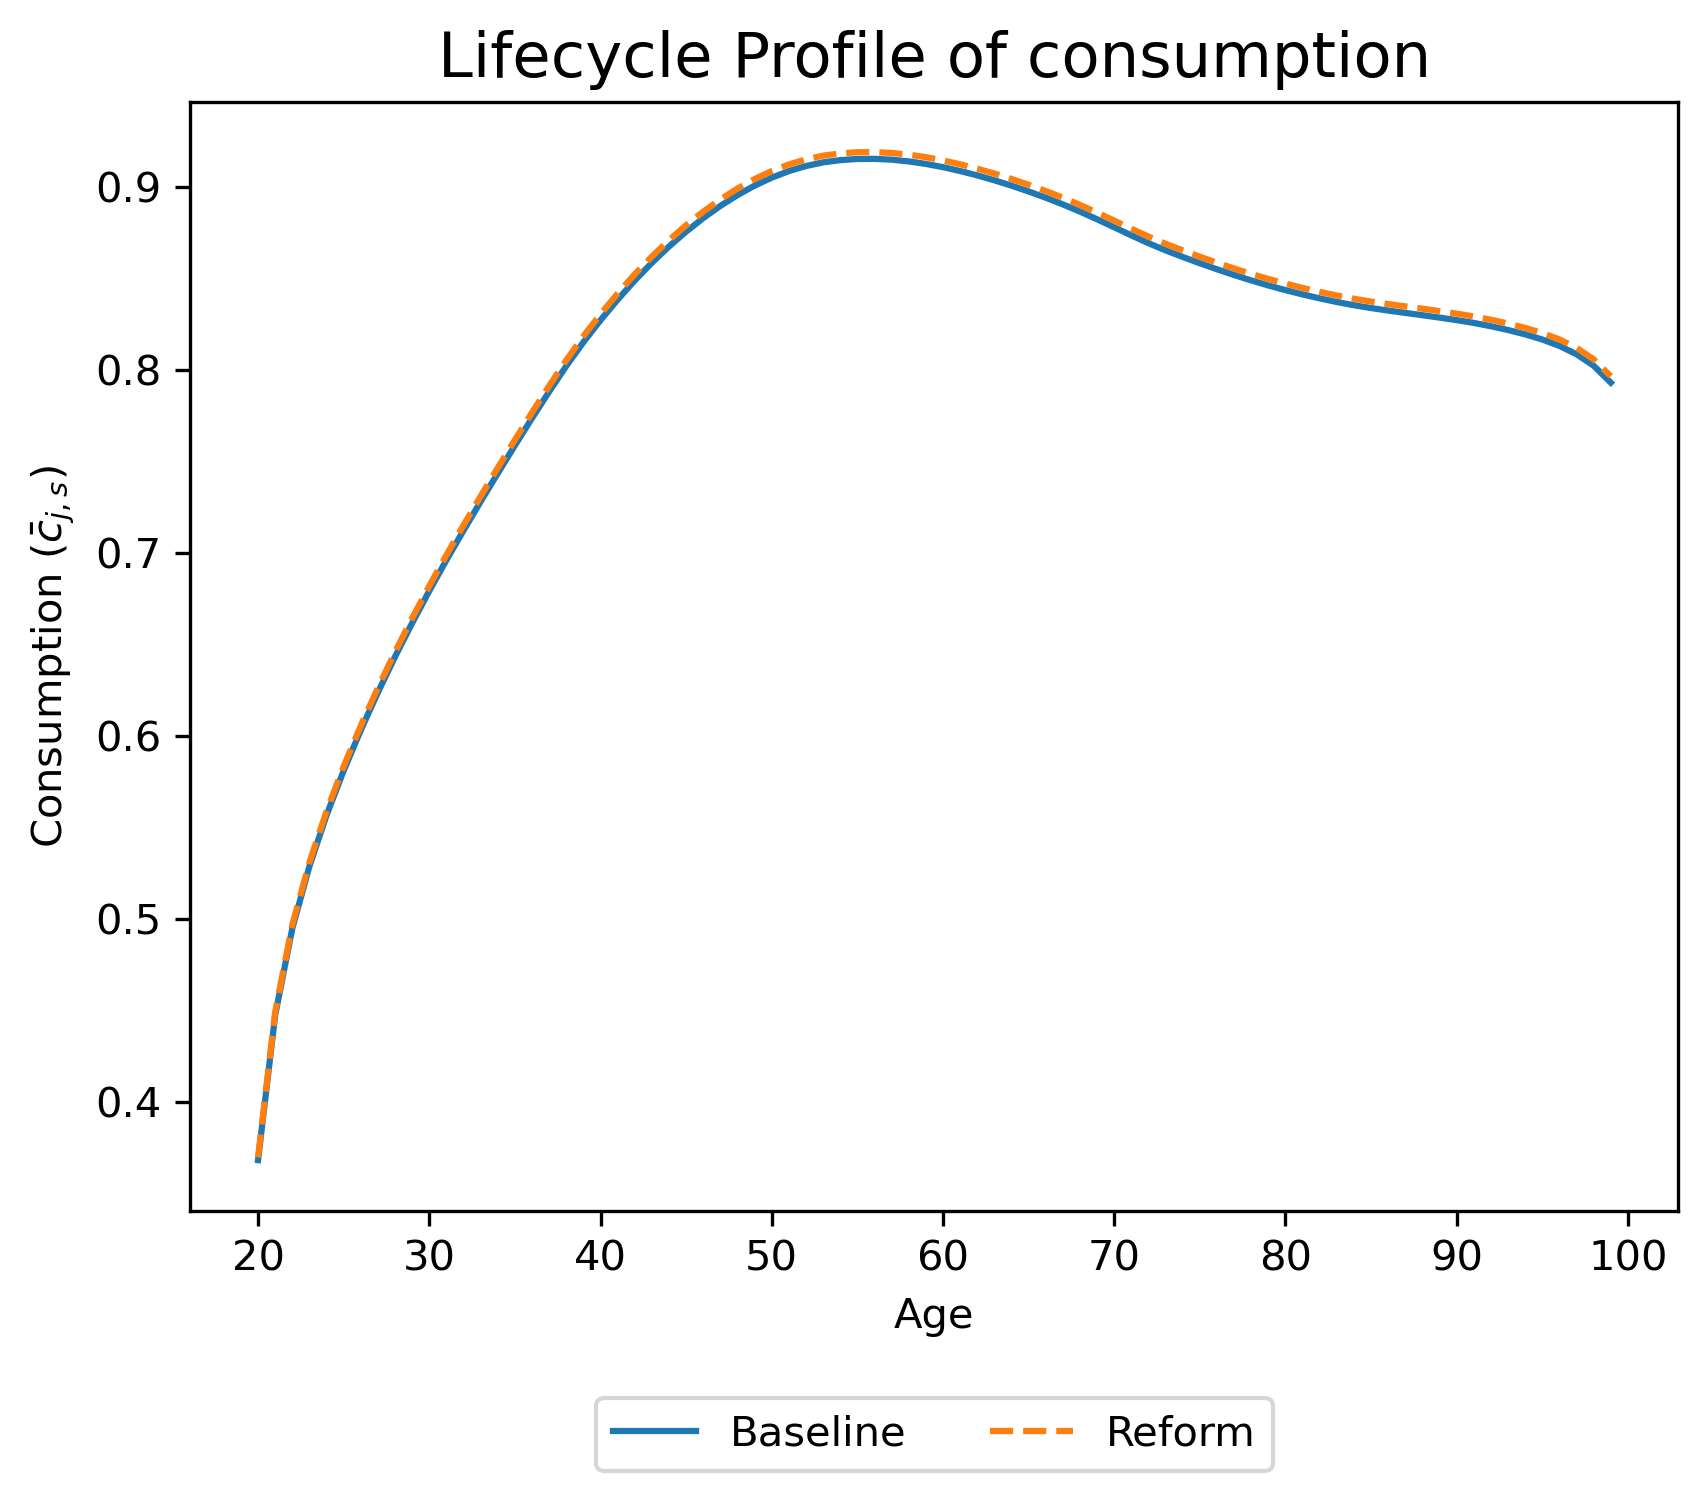 Lifecycle Profile of consumption
Consumption (c̄j,s)
0.9
0.8
0.7
0.6
0.5
0.4
20 30 40 50 60 70 80 90 100
Age
Baseline Reform